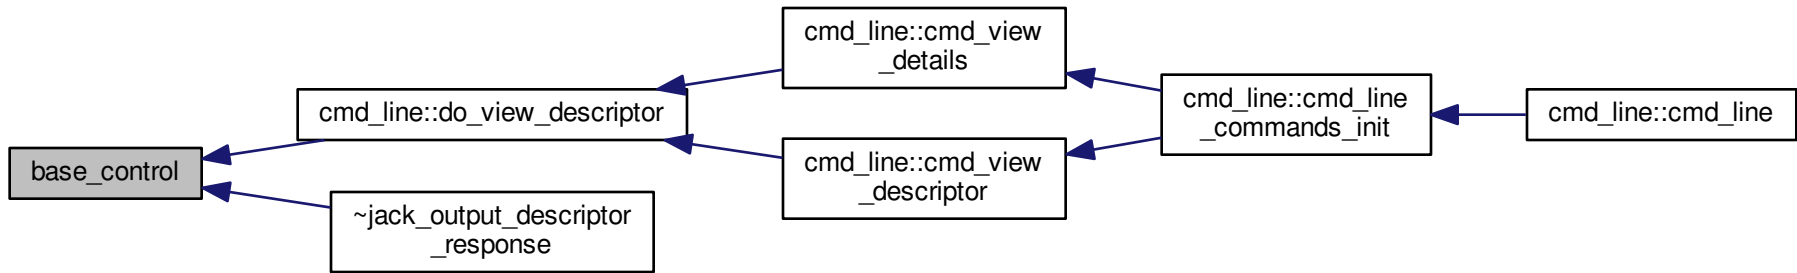 base_control
cmd_line::do_view_descriptor
~jack_output_descriptor
_response
cmd_line::cmd_view
_details
cmd_line::cmd_view
_descriptor
cmd_line::cmd_line
_commands_init
cmd_line::cmd_line